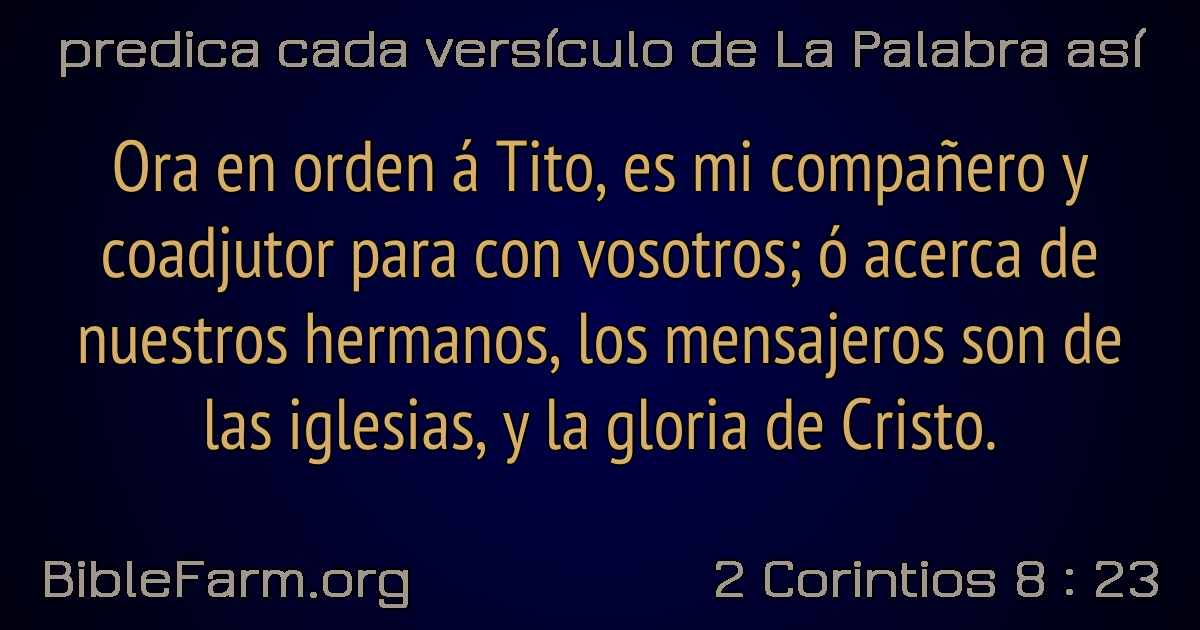 predica cada versículo de La Palabra así
Ora en orden á Tito, es mi compañero y
coadjutor para con vosotros; ó acerca de
nuestros hermanos, los mensajeros son de
las iglesias, y la gloria de Cristo.
BibleFarm.org
2 Corintios 8 : 23